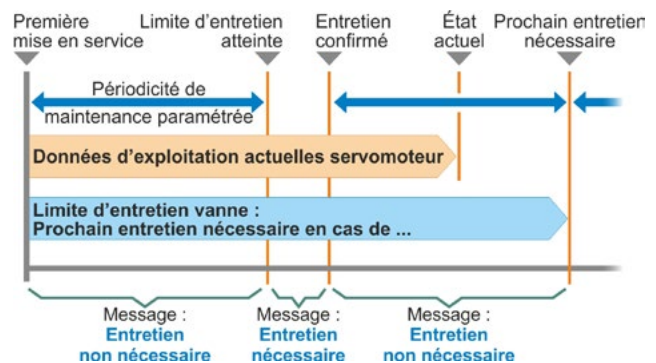 Première
mise en service
Limite d'entretien
atteinte
Entretien
confirmé
État
actuel
Prochain entretien
nécessaire
Périodicité de
maintenance paramétrée
Données d'exploitation actuelles servomoteur
Limite d'entretien vanne :
Prochain entretien nécessaire en cas de ...
Message :
Entretien
non nécessaire
Message :
Entretien
nécessaire
Message :
Entretien
non nécessaire